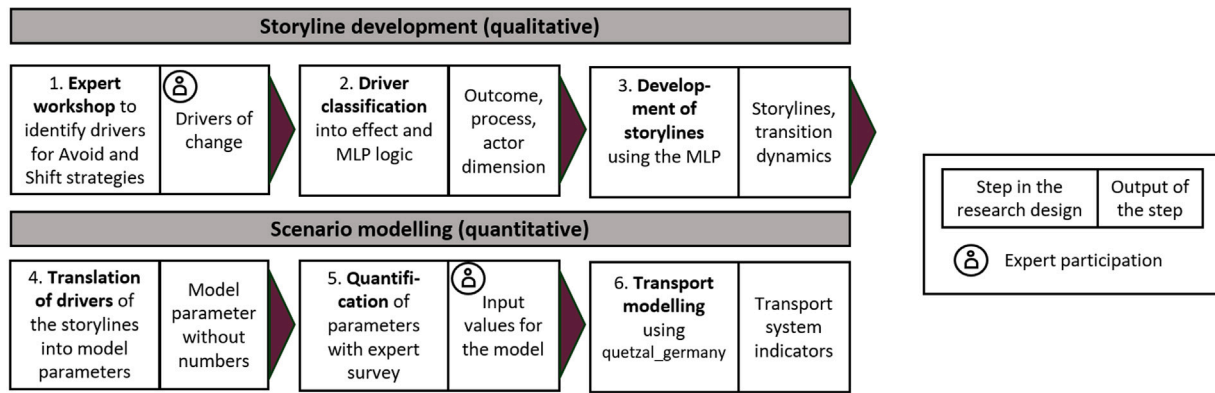 Storyline development (qualitative)
1. Expert
workshop to
identify drivers
for Avoid and
Shift strategies
Drivers of
change
2. Driver
classification
into effect and
MLP logic
Outcome,
process,
actor
dimension
3. Develop-
ment of
storylines
using the MLP
Storylines,
transition
dynamics
Scenario modelling (quantitative)
4. Translation
of drivers of
the storylines
into model
parameters
Model
parameter
without
numbers
5. Quantifi-
cation of
parameters
with expert
survey
Input
values for
the model
6. Transport
modelling
using
quetzal_germany
Transport
system
indicators
Step in the
research design
Output of
the step
Expert participation